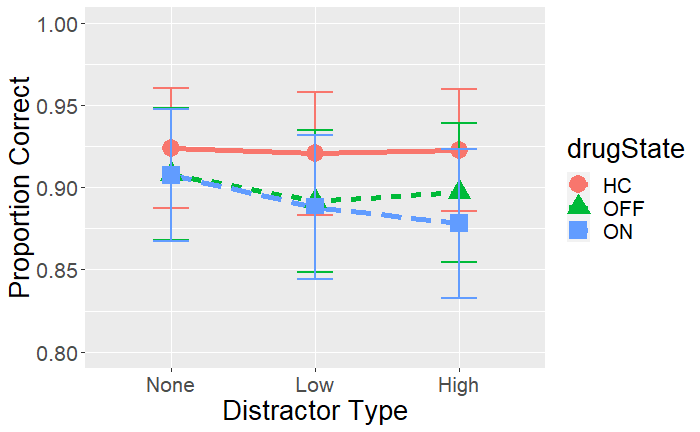 1.00
0.95
0.90
0.85
0.80
Proportion Correct
None Low High
Distractor Type
drugState
HC
OFF
ON